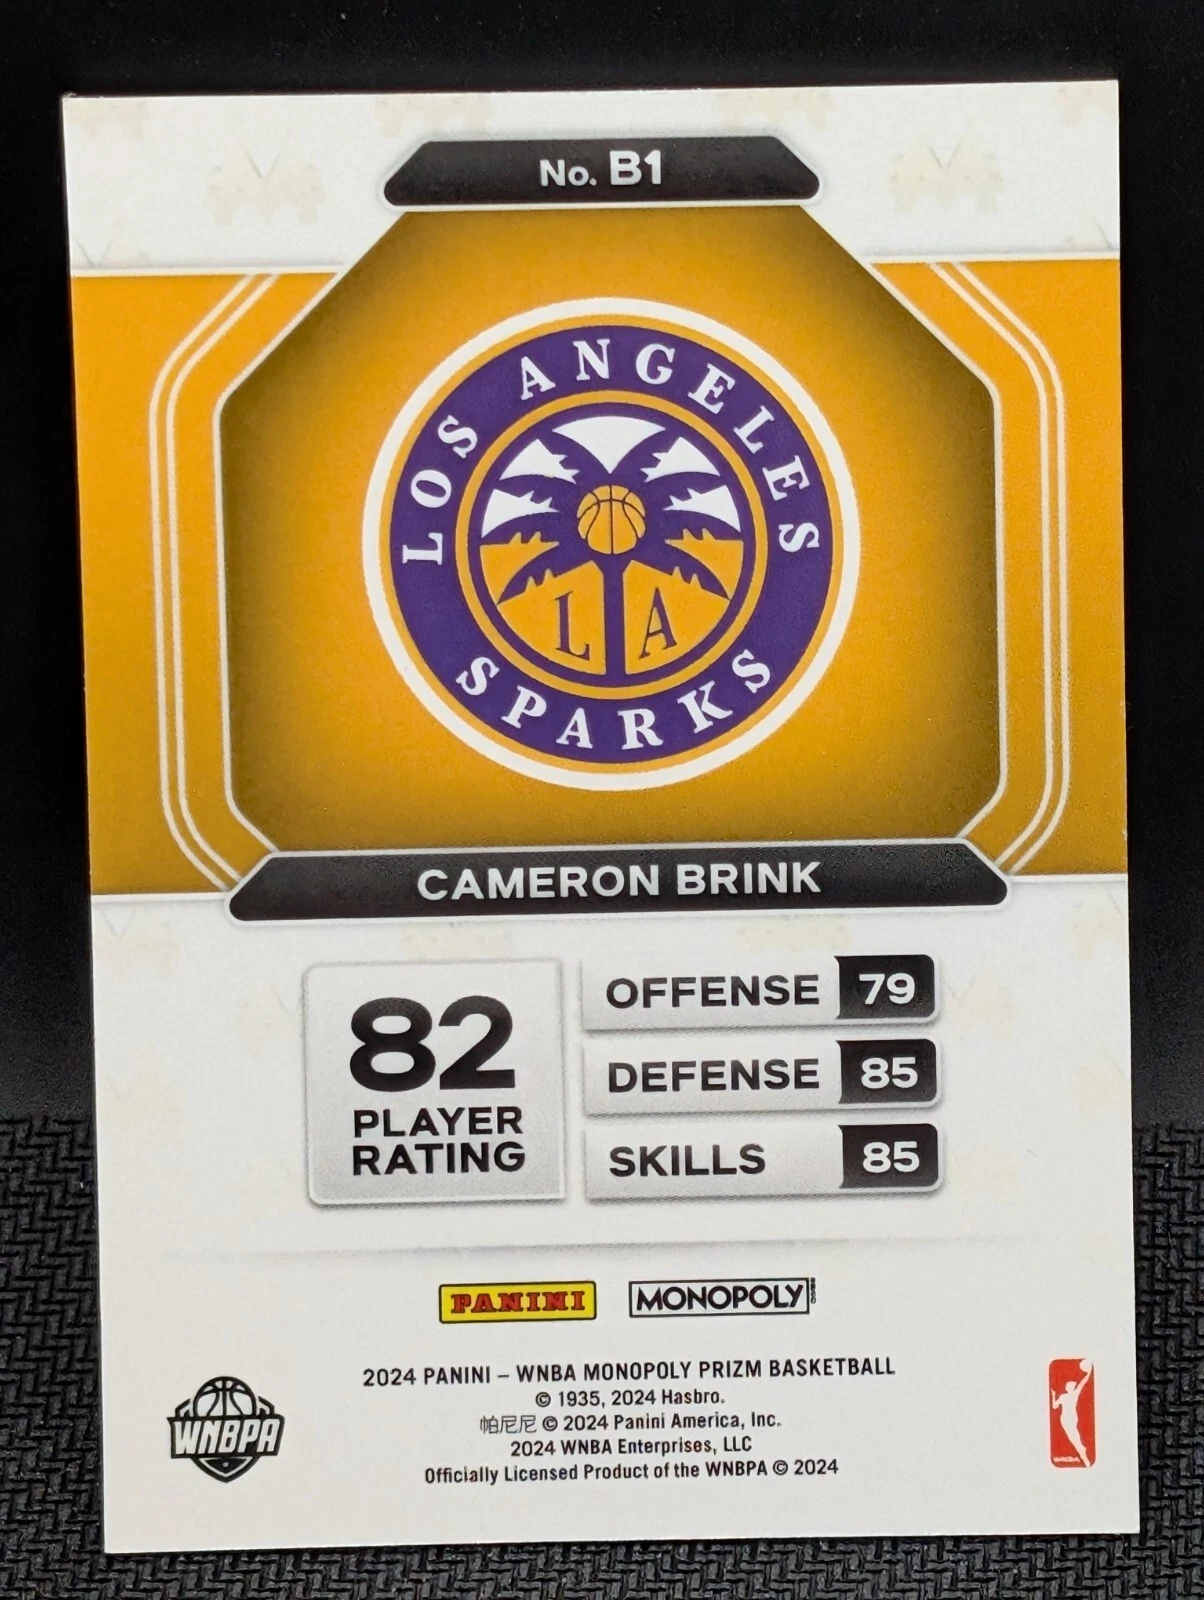 No. B1
LOS ANGELES
L A
SPARKS
CAMERON BRINK
82
PLAYER
RATING
OFFENSE 79
DEFENSE 85
SKILLS 85
PANINI MONOPOLY
2024 PANINI – WNBA MONOPOLY PRIZM BASKETBALL
© 1935, 2024 Hasbro.
帕尼尼 © 2024 Panini America, Inc.
2024 WNBA Enterprises, LLC
Officially Licensed Product of the WNBPA © 2024
WNBPA
WNBA